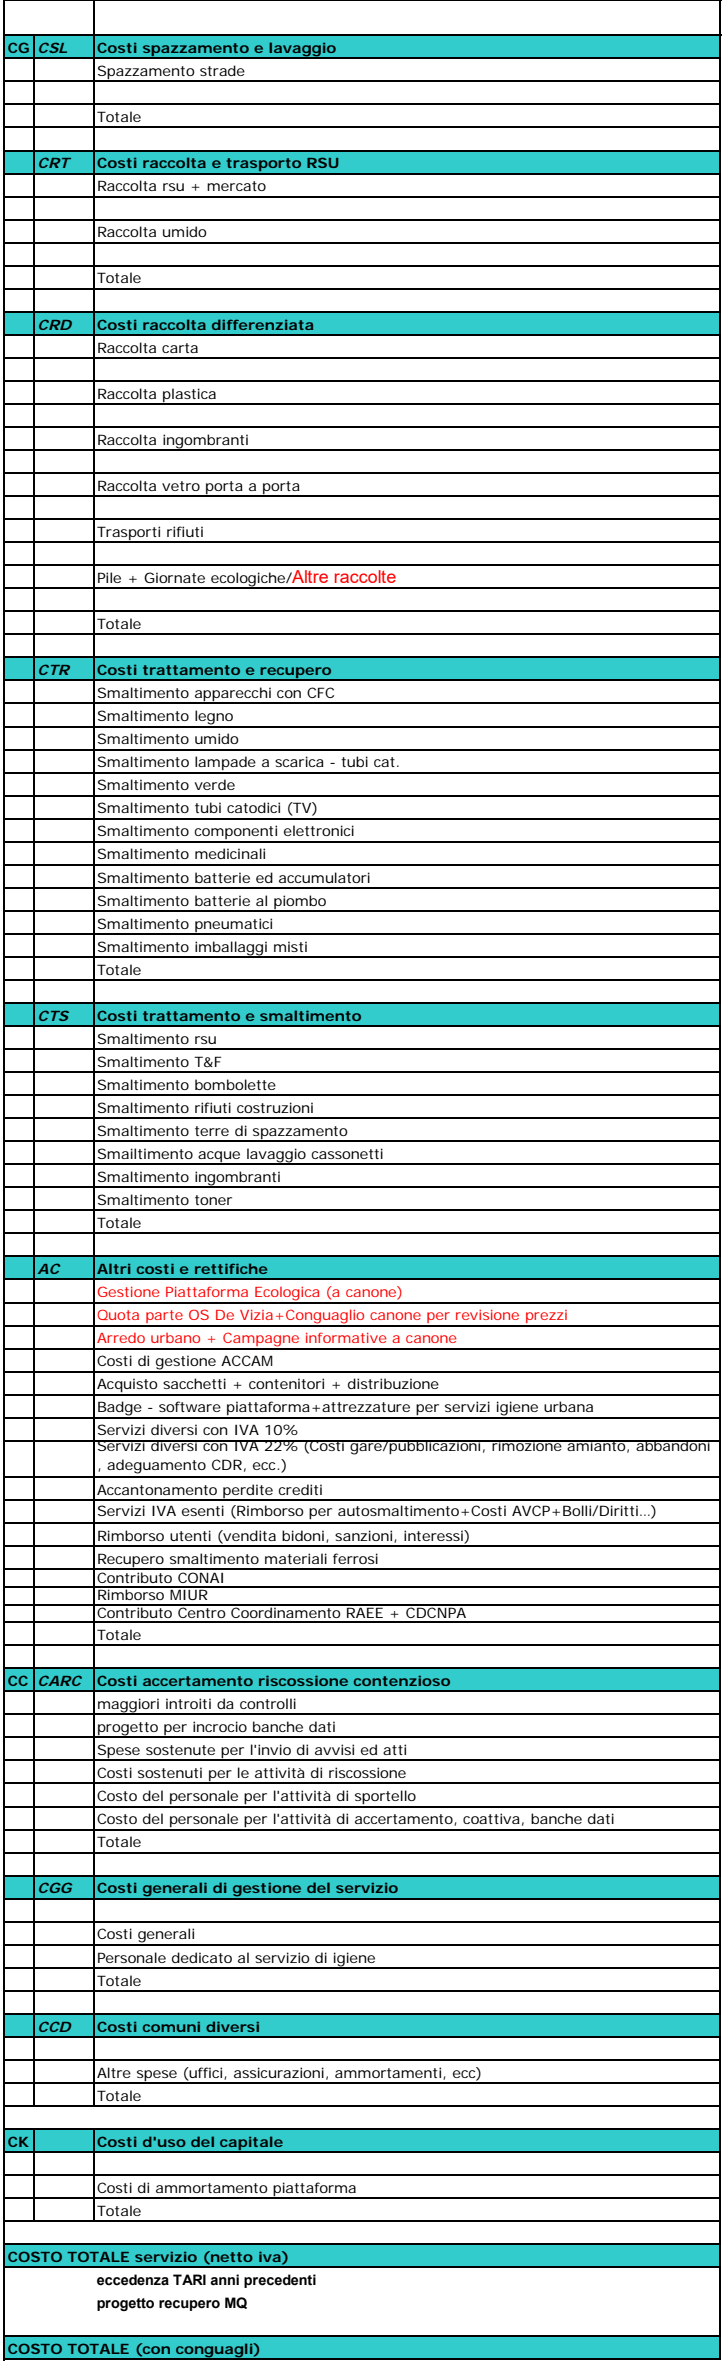 CG CSL Costi spazzamento e lavaggio
Spazzamento strade
Totale
CRT Costi raccolta e trasporto RSU
Raccolta rsu + mercato
Raccolta umido
Totale
CRD Costi raccolta differenziata
Raccolta carta
Raccolta plastica
Raccolta ingombranti
Raccolta vetro porta a porta
Trasporti rifiuti
Pile + Giornate ecologiche/Altre raccolte
Totale
CTR Costi trattamento e recupero
Smaltimento apparecchi con CFC
Smaltimento legno
Smaltimento umido
Smaltimento lampade a scarica - tubi cat.
Smaltimento verde
Smaltimento tubi catodici (TV)
Smaltimento componenti elettronici
Smaltimento medicinali
Smaltimento batterie ed accumulatori
Smaltimento batterie al piombo
Smaltimento pneumatici
Smaltimento imballaggi misti
Totale
CTS Costi trattamento e smaltimento
Smaltimento rsu
Smaltimento T&F
Smaltimento bombolette
Smaltimento rifiuti costruzioni
Smaltimento terre di spazzamento
Smailtimento acque lavaggio cassonetti
Smaltimento ingombranti
Smaltimento toner
Totale
AC Altri costi e rettifiche
Gestione Piattaforma Ecologica (a canone)
Quota parte OS De Vizia+Conguaglio canone per revisione prezzi
Arredo urbano + Campagne informative a canone
Costi di gestione ACCAM
Acquisto sacchetti + contenitori + distribuzione
Badge - software piattaforma+attrezzature per servizi igiene urbana
Servizi diversi con IVA 10%
Servizi diversi con IVA 22% (Costi gare/pubblicazioni, rimozione amianto, abbandoni
, adeguamento CDR, ecc.)
Accantonamento perdite crediti
Servizi IVA esenti (Rimborso per autosmaltimento+Costi AVCP+Bolli/Diritti...)
Rimborso utenti (vendita bidoni, sanzioni, interessi)
Recupero smaltimento materiali ferrosi
Contributo CONAI
Rimborso MIUR
Contributo Centro Coordinamento RAEE + CDCNPA
Totale
CC CARC Costi accertamento riscossione contenzioso
maggiori introiti da controlli
progetto per incrocio banche dati
Spese sostenute per l'invio di avvisi ed atti
Costi sostenuti per le attività di riscossione
Costo del personale per l'attività di sportello
Costo del personale per l'attività di accertamento, coattiva, banche dati
Totale
CGG Costi generali di gestione del servizio
Costi generali
Personale dedicato al servizio di igiene
Totale
CCD Costi comuni diversi
Altre spese (uffici, assicurazioni, ammortamenti, ecc)
Totale
CK Costi d'uso del capitale
Costi di ammortamento piattaforma
Totale
COSTO TOTALE servizio (netto iva)
eccedenza TARI anni precedenti
progetto recupero MQ
COSTO TOTALE (con conguagli)